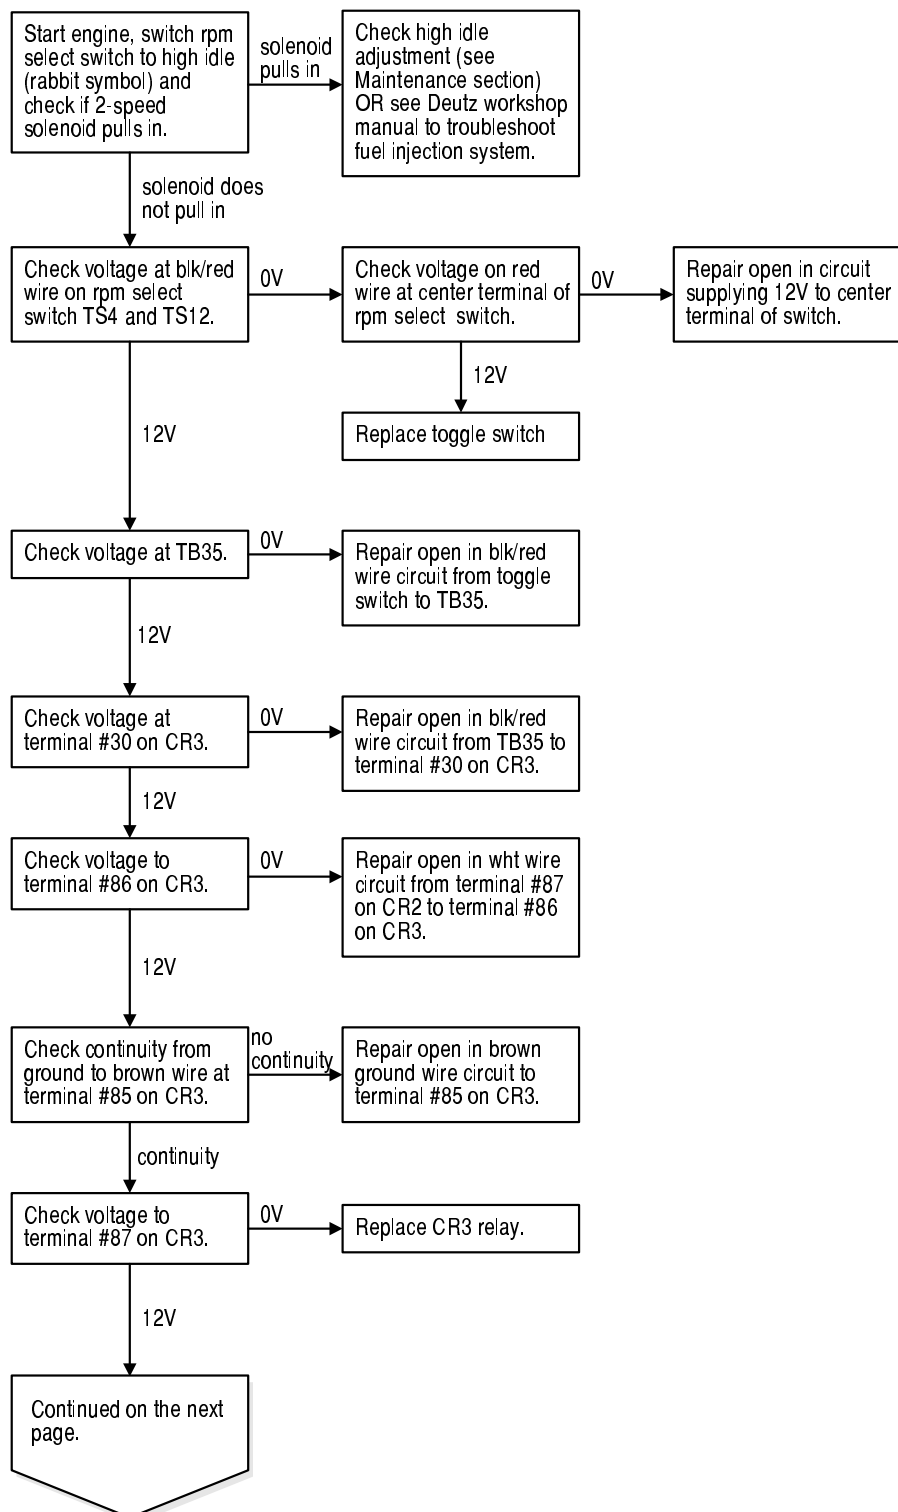 Start engine, switch rpm
select switch to high idle
(rabbit symbol) and
check if 2-speed
solenoid pulls in.
solenoid
pulls in
Check high idle
adjustment (see
Maintenance section)
OR see Deutz workshop
manual to troubleshoot
fuel injection system.
solenoid does
not pull in
Check voltage at blk/red
wire on rpm select
switch TS4 and TS12.
0V
Check voltage on red
wire at center terminal of
rpm select switch.
0V
Repair open in circuit
supplying 12V to center
terminal of switch.
12V
Replace toggle switch
12V
Check voltage at TB35.
0V
Repair open in blk/red
wire circuit from toggle
switch to TB35.
12V
Check voltage at
terminal #30 on CR3.
0V
Repair open in blk/red
wire circuit from TB35 to
terminal #30 on CR3.
12V
Check voltage to
terminal #86 on CR3.
0V
Repair open in wht wire
circuit from terminal #87
on CR2 to terminal #86
on CR3.
12V
Check continuity from
ground to brown wire at
terminal #85 on CR3.
no
continuity
Repair open in brown
ground wire circuit to
terminal #85 on CR3.
continuity
Check voltage to
terminal #87 on CR3.
0V
Replace CR3 relay.
12V
Continued on the next
page.